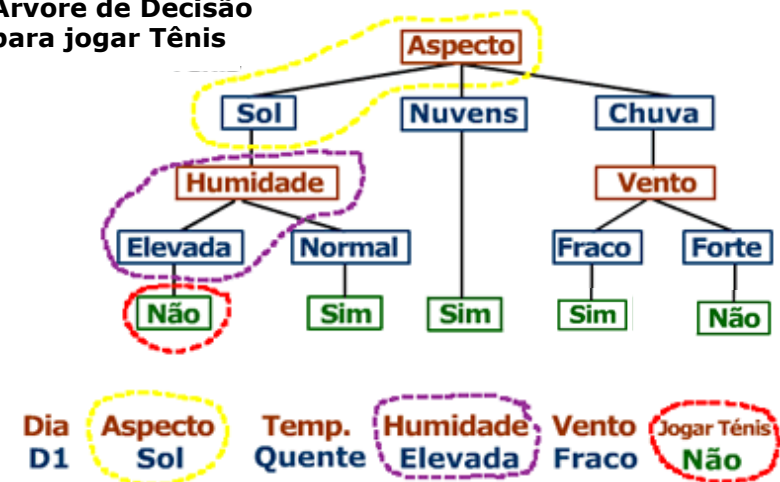 Árvore de Decisão
para jogar Tênis
Aspecto
Sol Nuvens Chuva
Humidade Vento
Elevada Normal Fraco Forte
Não Sim Sim Sim Não
Dia Aspecto Temp. Humidade Vento Jogar Ténis
D1 Sol Quente Elevada Fraco Não